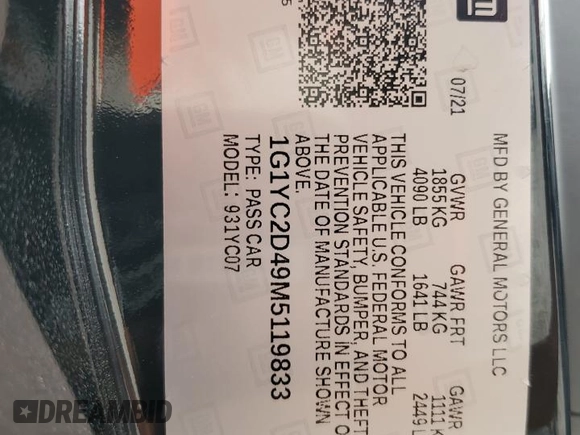 GM
07/21
5
MFD BY GENERAL MOTORS LLC
GVWR GAWR FRT GAWR
1855 KG 744 KG 1111 K
4090 LB 1641 LB 2449 L
THIS VEHICLE CONFORMS TO ALL
APPLICABLE U.S. FEDERAL MOTOR
VEHICLE SAFETY, BUMPER, AND THEFT
PREVENTION STANDARDS IN EFFECT O
THE DATE OF MANUFACTURE SHOWN
ABOVE.
1G1YC2D49M5119833
TYPE: PASS CAR
MODEL: 931YC07
DREAMBID